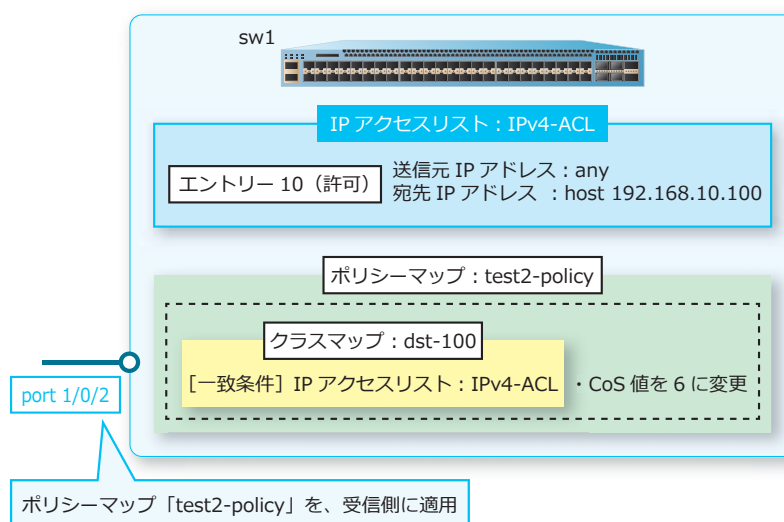 sw1
IP アクセスリスト：IPv4-ACL
エントリー 10（許可）
送信元 IP アドレス：any
宛先 IP アドレス ：host 192.168.10.100
ポリシーマップ：test2-policy
クラスマップ：dst-100
［一致条件］IP アクセスリスト：IPv4-ACL
・CoS 値を 6 に変更
port 1/0/2
ポリシーマップ「test2-policy」を、受信側に適用